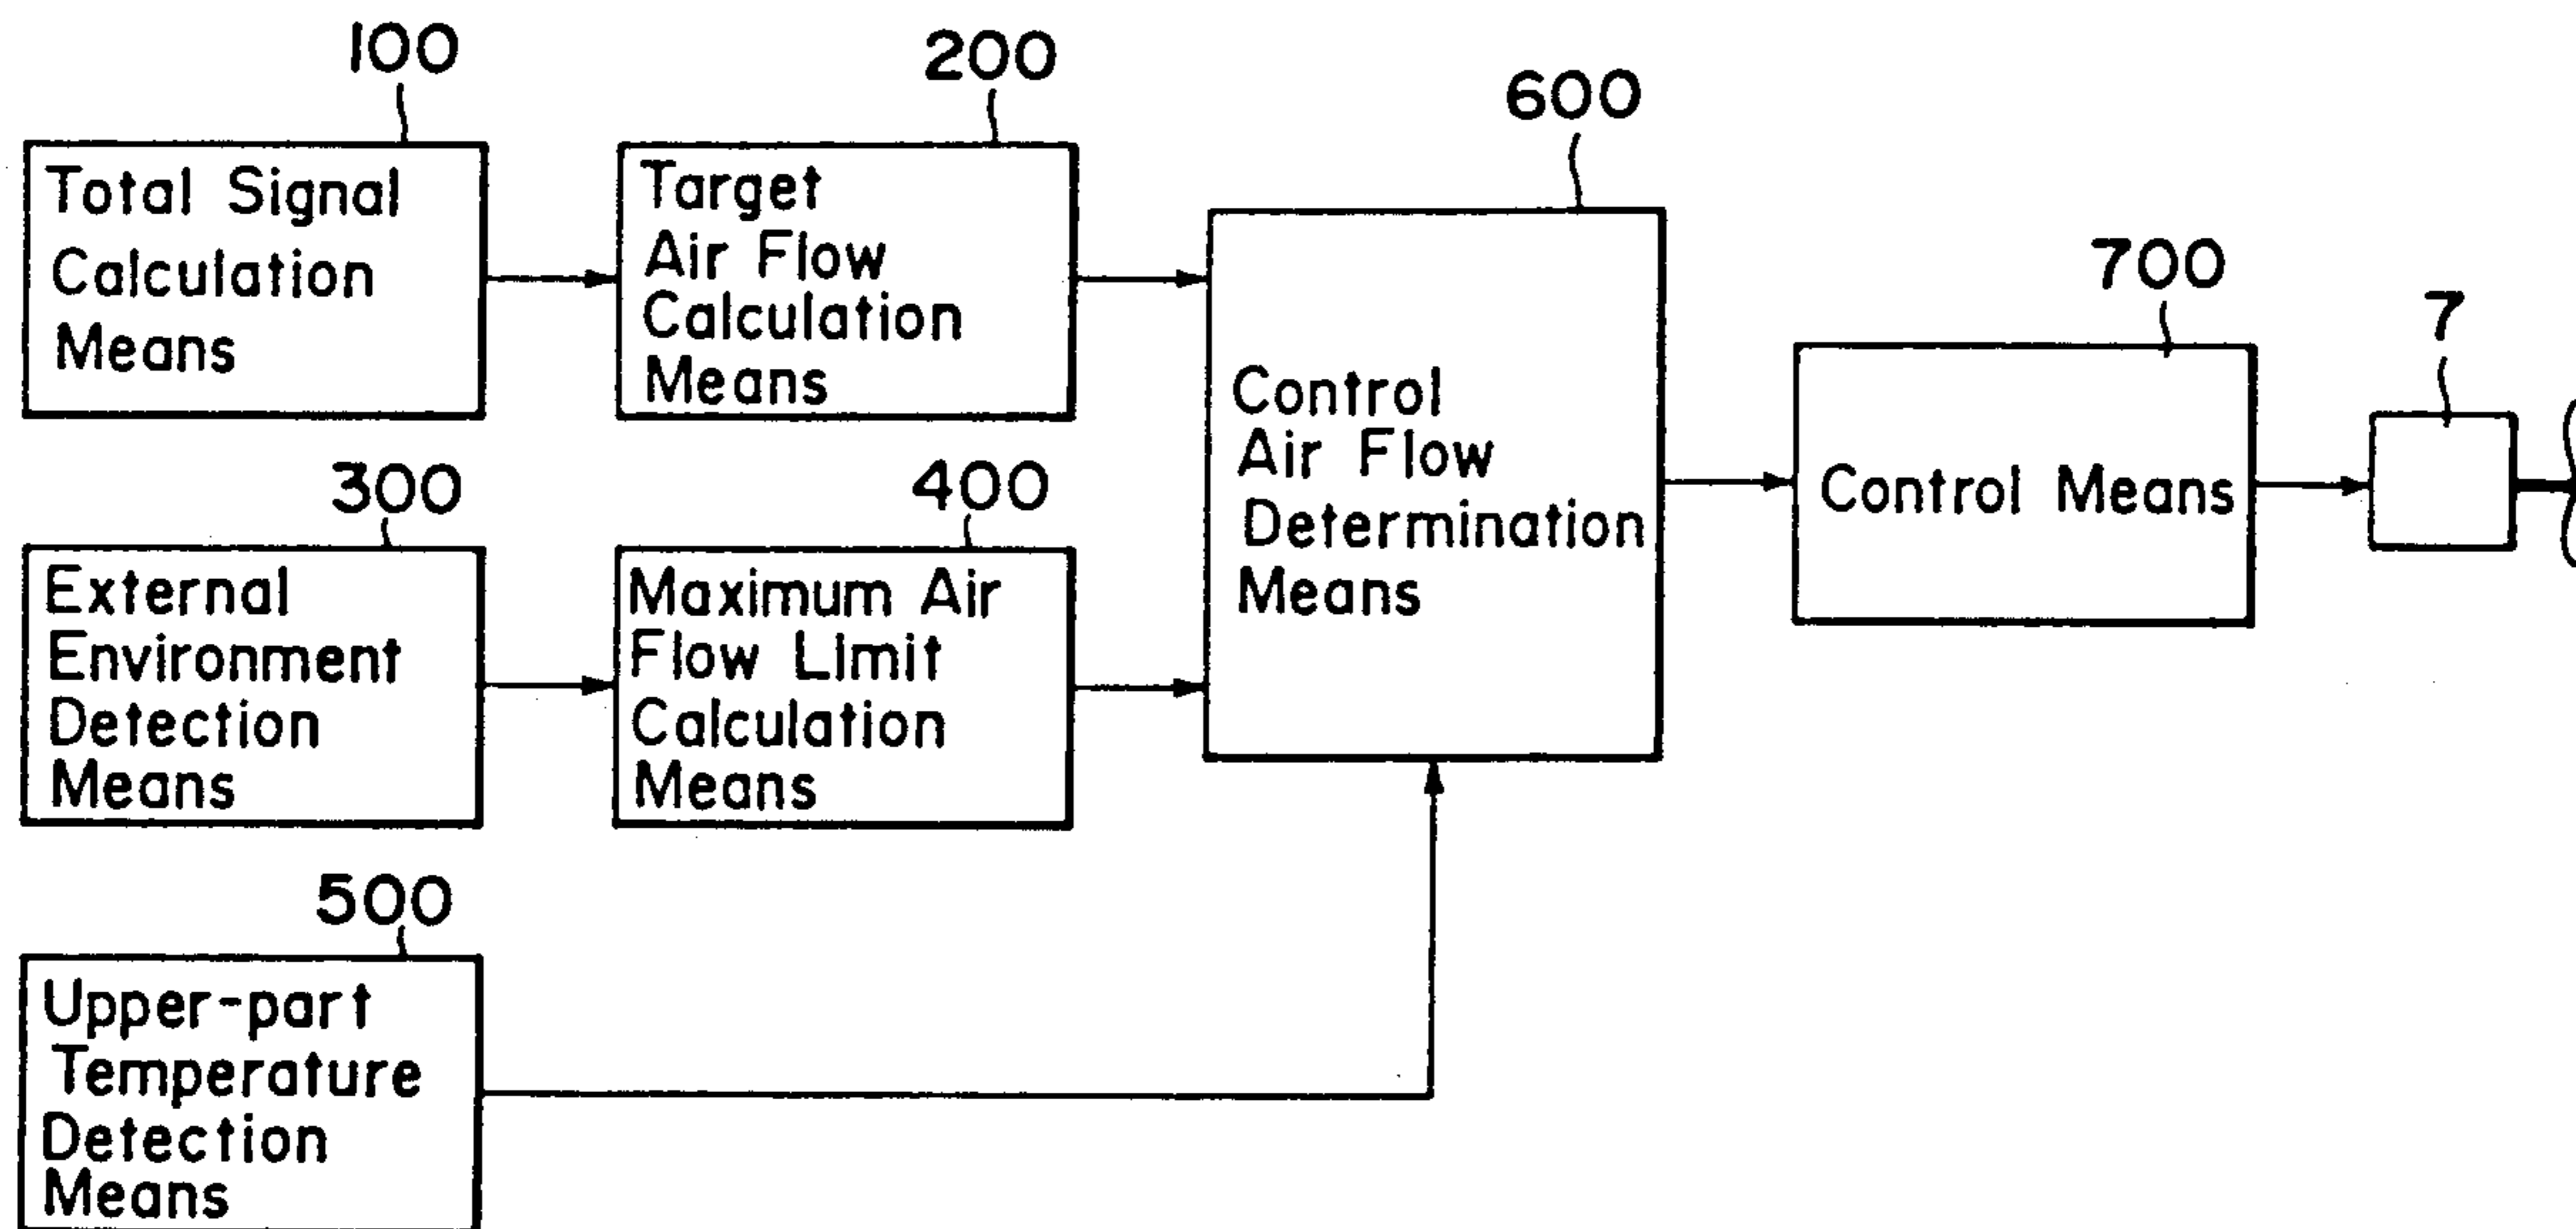 100
Total Signal
Calculation
Means
200
Target
Air Flow
Calculation
Means
300
External
Environment
Detection
Means
400
Maximum Air
Flow LImit
Calculation
Means
500
Upper-part
Temperature
Detection
Means
600
Control
Air Flow
Determination
Means
700
Control Means
7